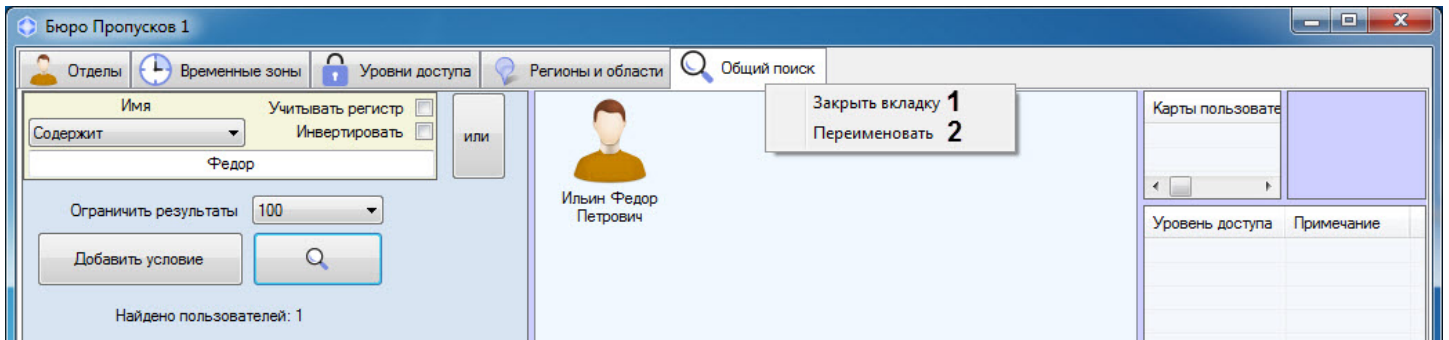 Бюро Пропусков 1
Отделы
Временные зоны
Уровни доступа
Регионы и области
Общий поиск
Имя
Учитывать регистр
Содержит
Инвертировать
Федор
или
Ограничить результаты
100
Добавить условие
Найдено пользователей: 1
Ильин Федор
Петрович
Закрыть вкладку 1
Переименовать 2
Карты пользовате
Уровень доступа
Примечание